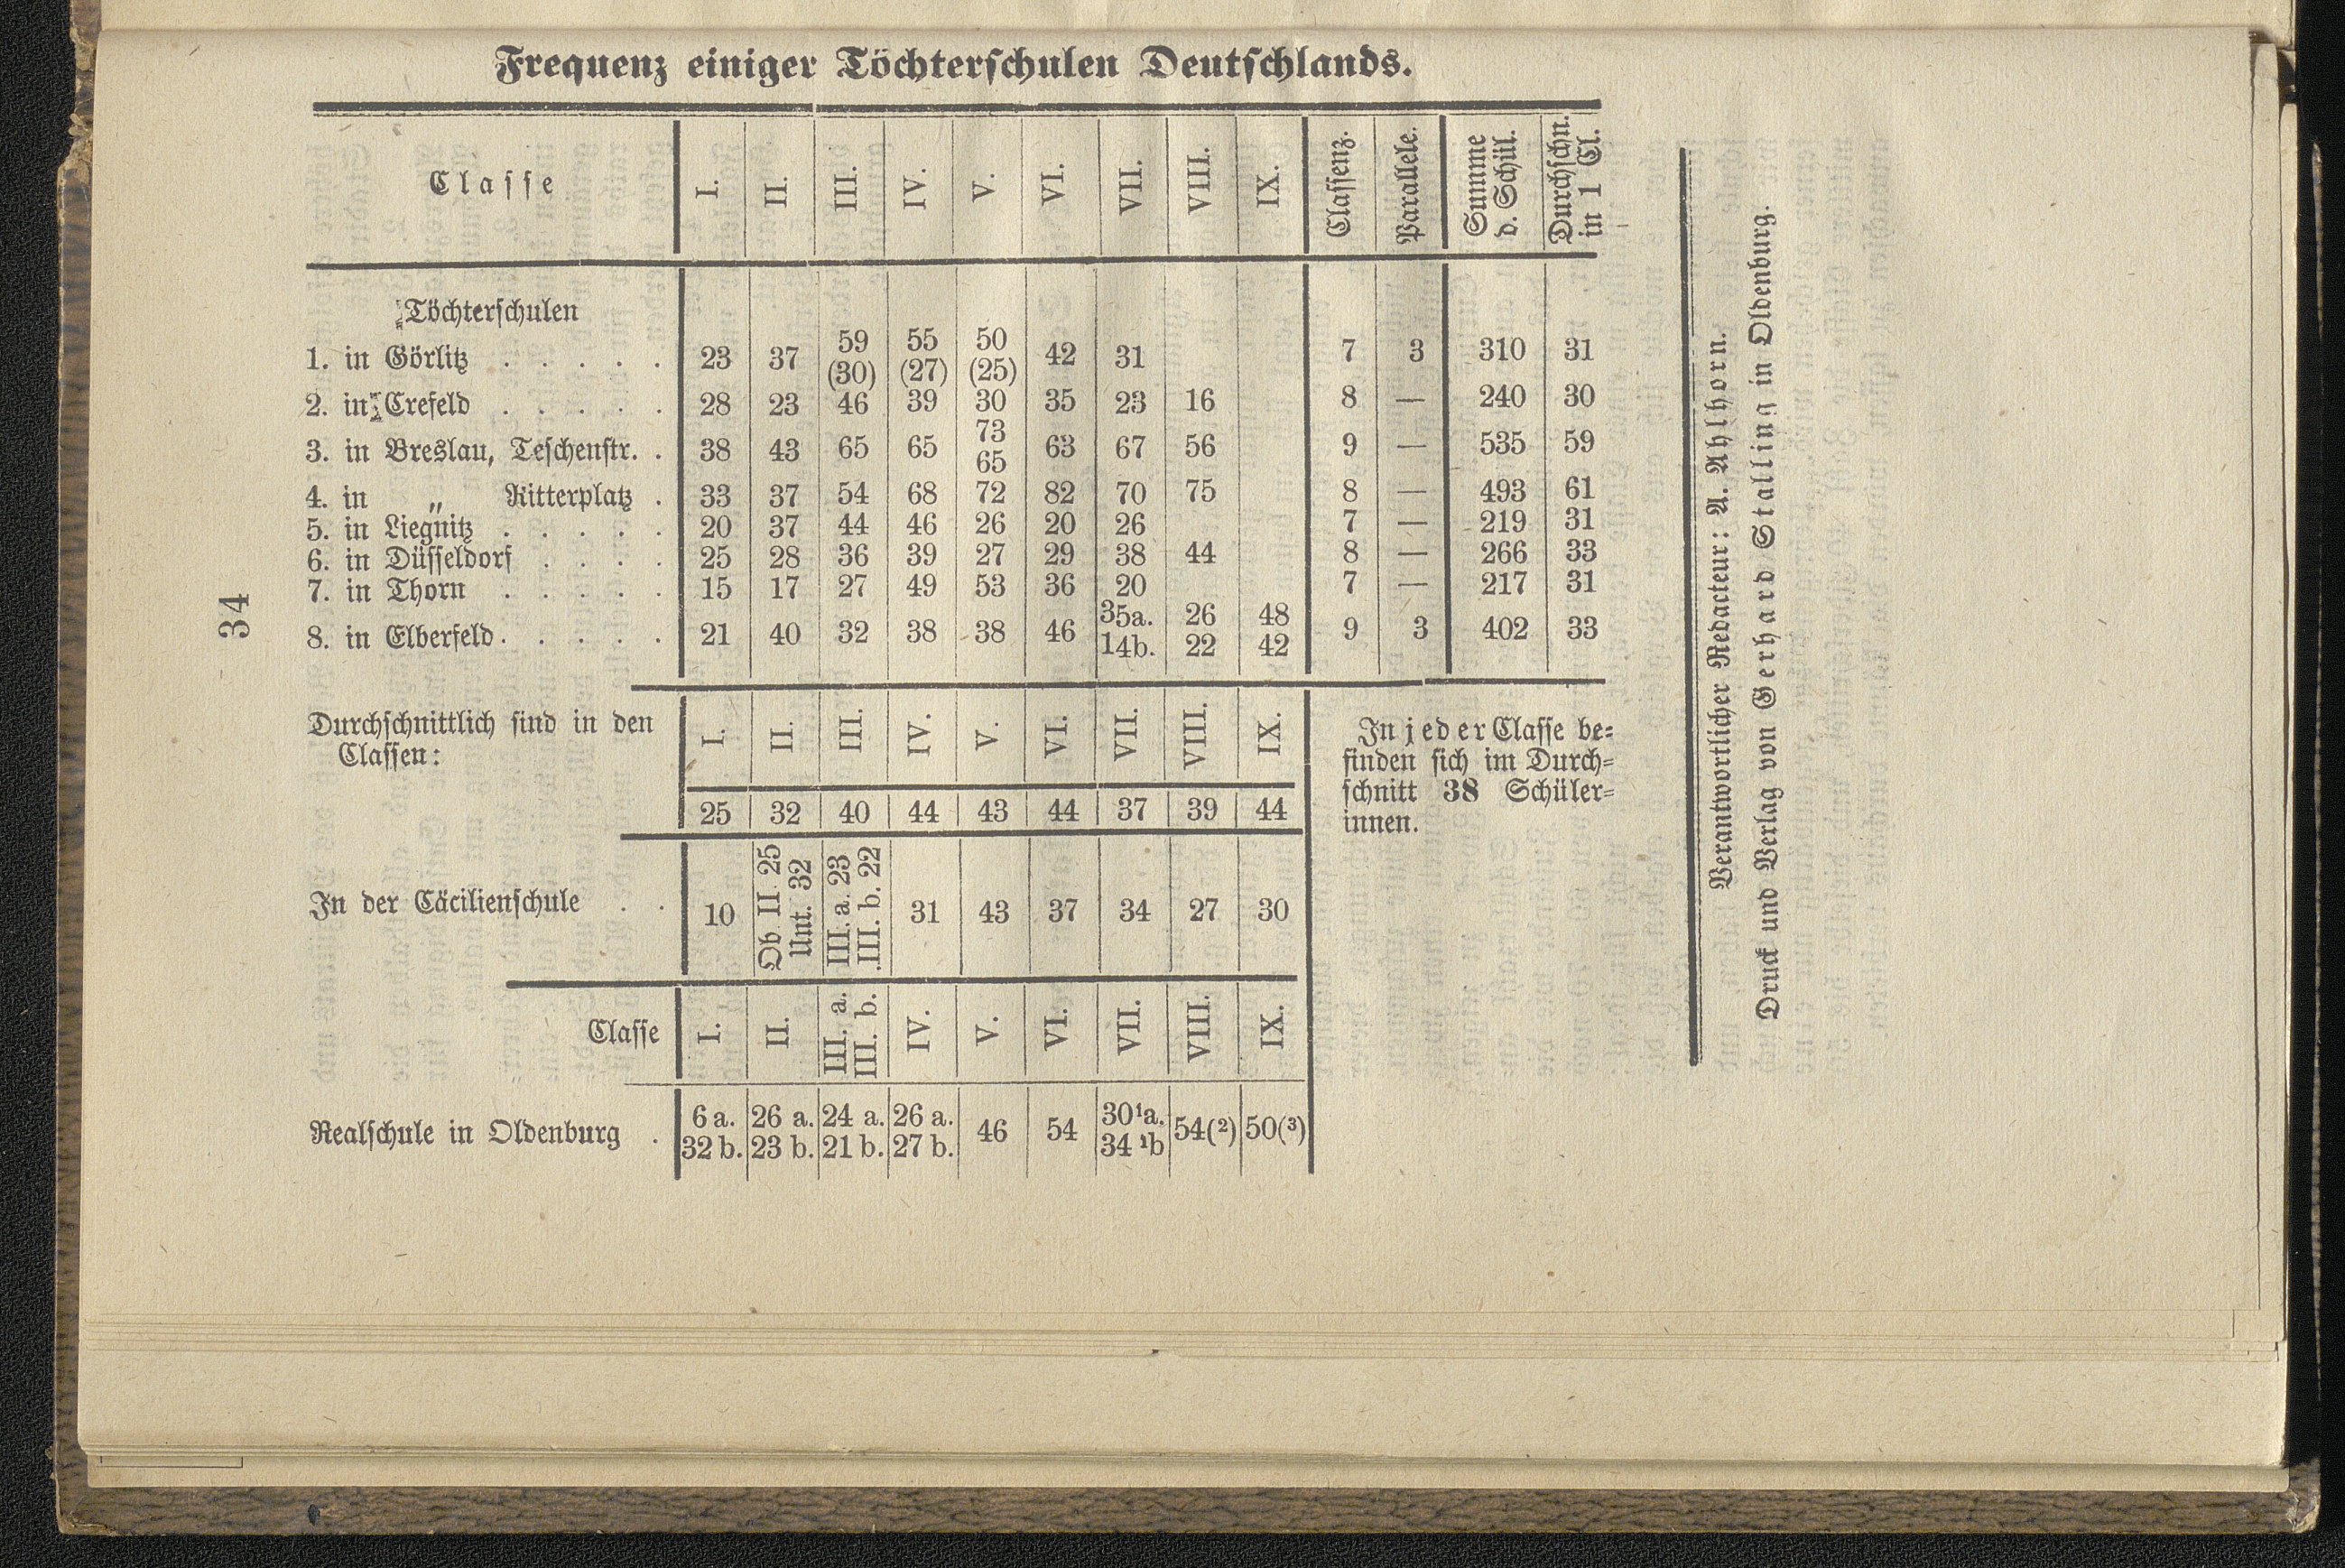 Frequenz einiger Töchterschulen Deutschlands.
Classe I. II. III. IV. V. VI. VII. VIII. IX. Classenz. Parallele. Summe d. Schül. Durchschn. in 1 Cl.
Töchterschulen
1. in Görlitz . . . . . 23 37 59 (30) 55 (27) 50 (25) 42 31 7 3 310 31
2. in Crefeld . . . . . 28 23 46 39 30 35 23 16 8 — 240 30
3. in Breslau, Teschenstr. . 38 43 65 65 73 65 63 67 56 9 — 535 59
4. in „ Ritterplatz . 33 37 54 68 72 82 70 75 8 — 493 61
5. in Liegnitz . . . . . 20 37 44 46 26 20 26 7 — 219 31
6. in Düsseldorf . . . . 25 28 36 39 27 29 38 44 8 — 266 33
7. in Thorn . . . . . 15 17 27 49 53 36 20 7 — 217 31
8. in Elberfeld . . . . . 21 40 32 38 38 46 35a. 14b. 26 22 48 42 9 3 402 33
Durchschnittlich sind in den
Classen:
I. II. III. IV. V. VI. VII. VIII. IX.
25 32 40 44 43 44 37 39 44
In jeder Classe be-
finden sich im Durch-
schnitt 38 Schüler-
innen.
In der Cäcilienschule . . 10 Ob II 25 Unt. 32 III. a. 23 III. b. 22 31 43 37 34 27 30
Classe I. II. III. a. III. b. IV. V. VI. VII. VIII. IX.
Realschule in Oldenburg . 6 a. 32 b. 26 a. 23 b. 24 a. 21 b. 26 a. 27 b. 46 54 30¹a. 34¹b 54(²) 50(³)
Verantwortlicher Redacteur: A. Ahlhorn.
Druck und Verlag von Gerhard Stalling in Oldenburg.
34